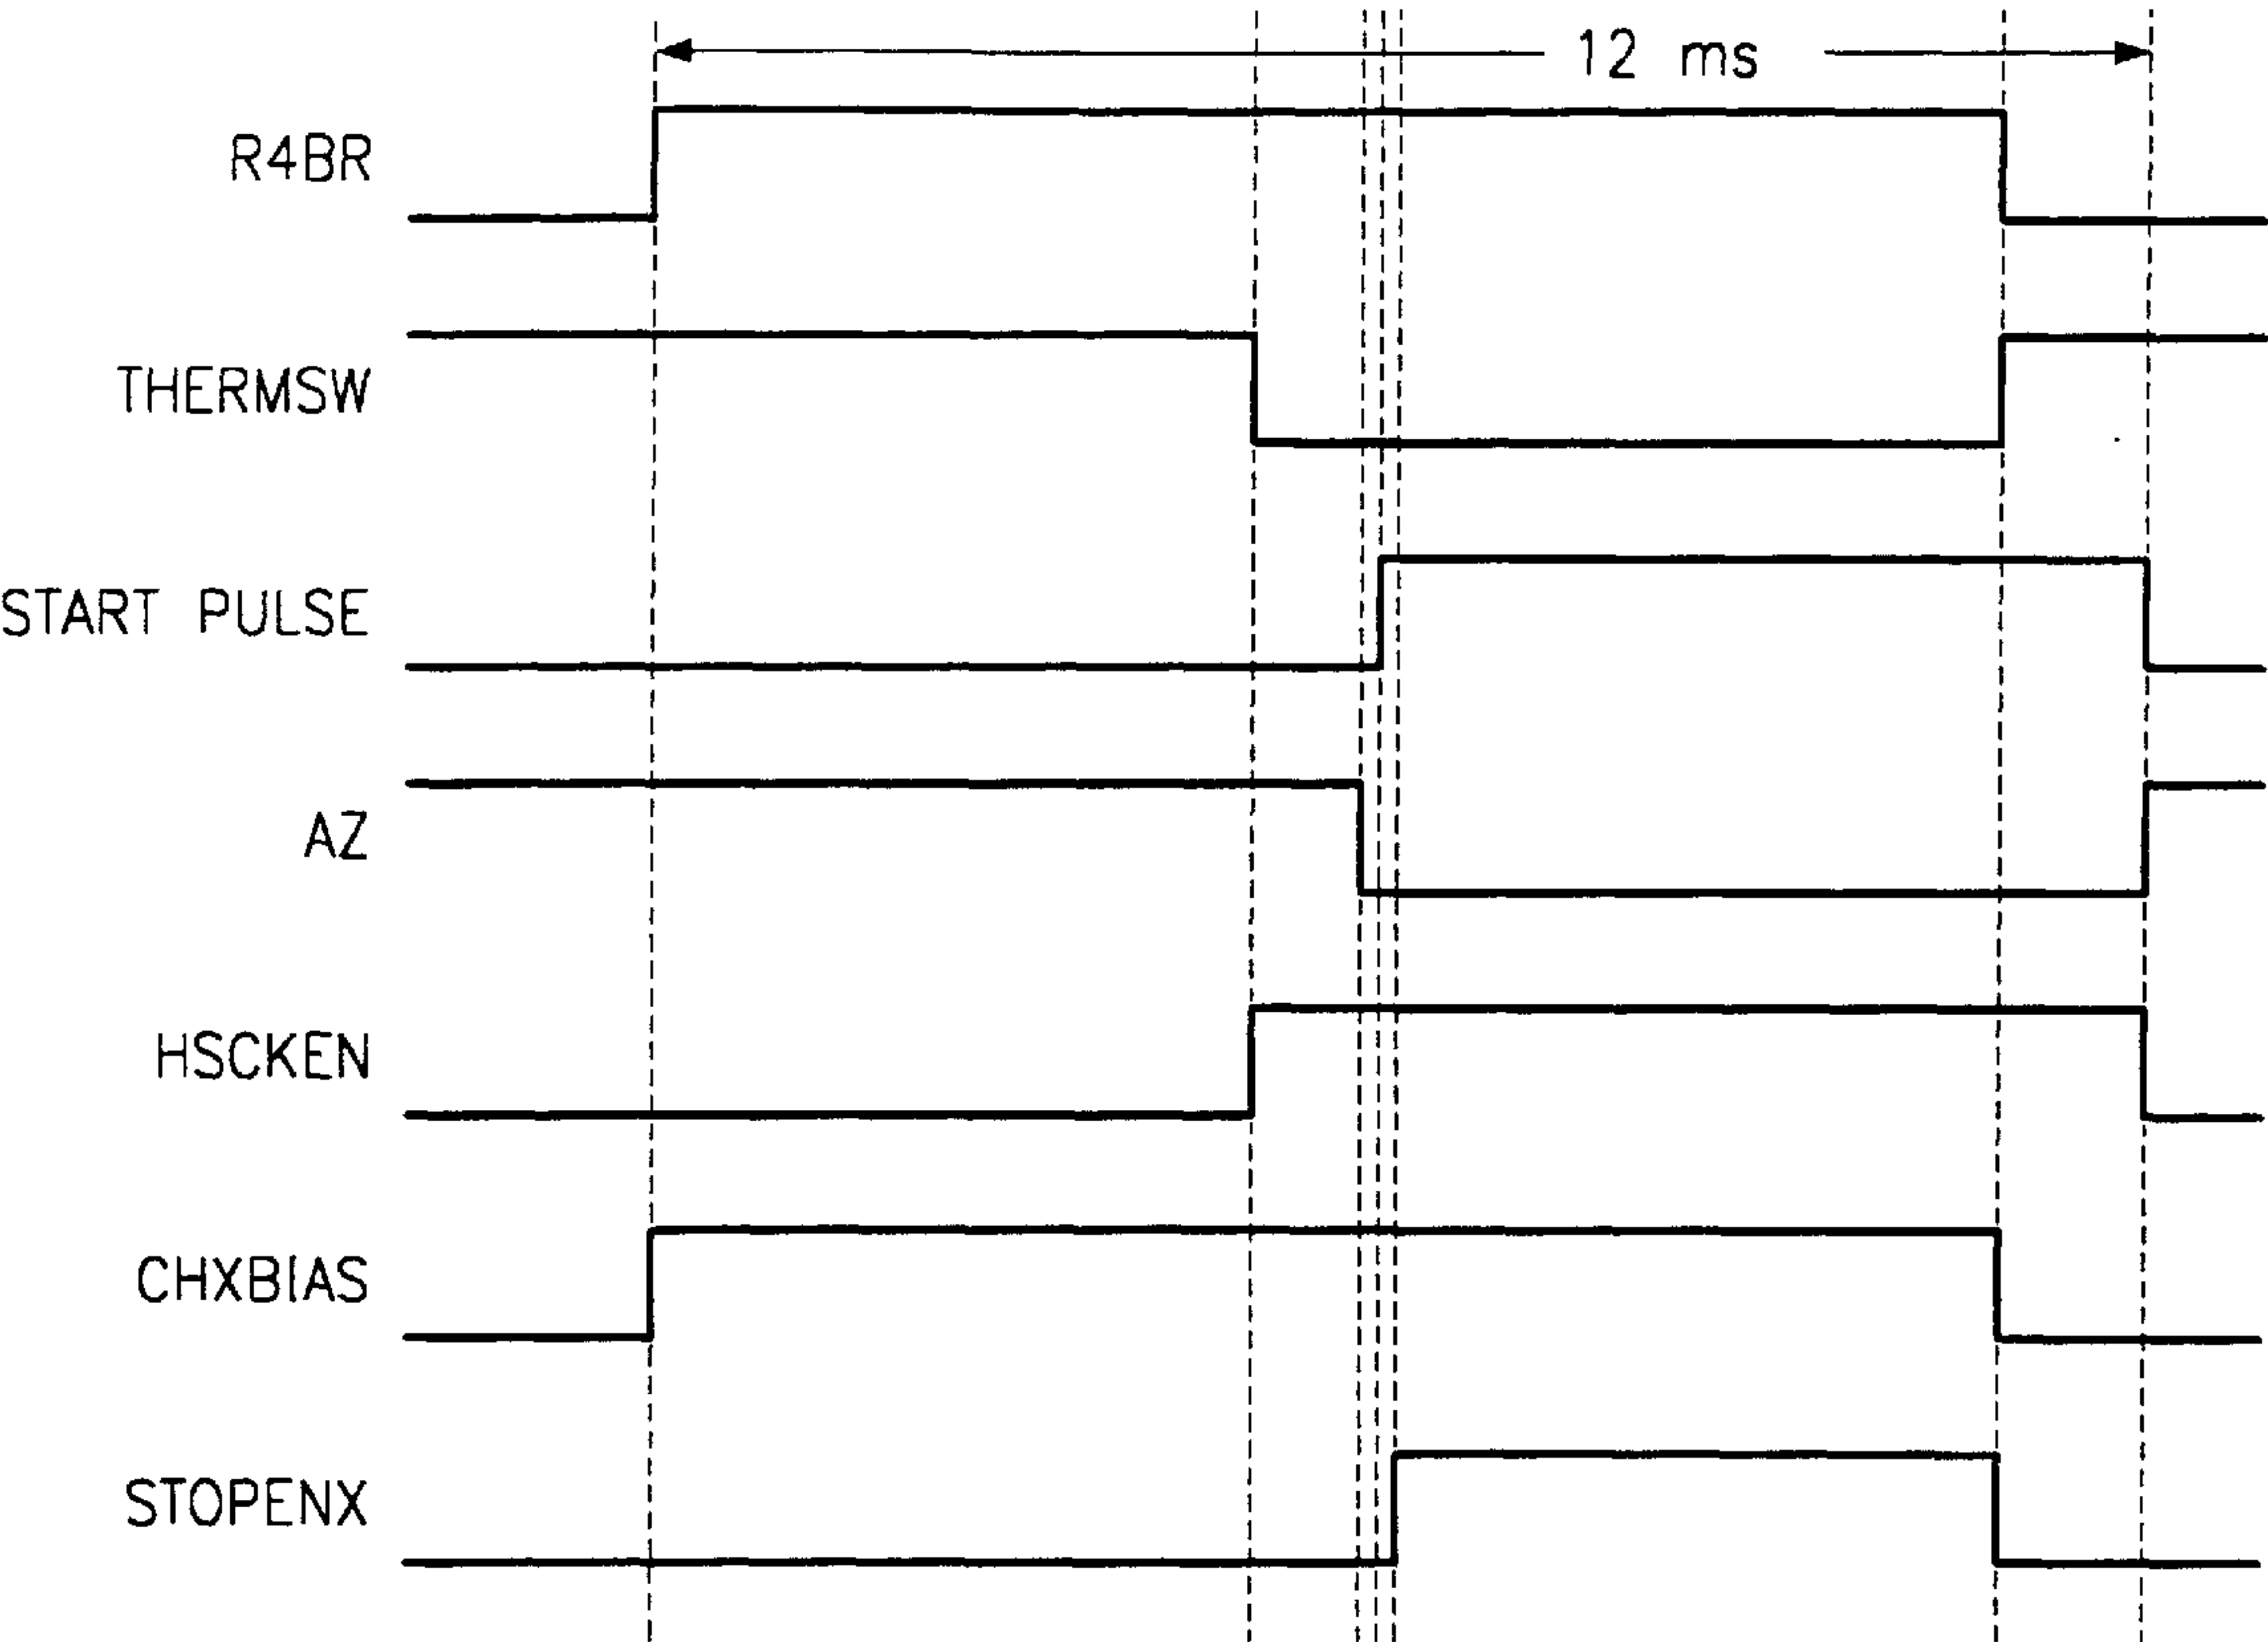 12 ms
R4BR
THERMSW
START PULSE
AZ
HSCKEN
CHXBIAS
STOPENX